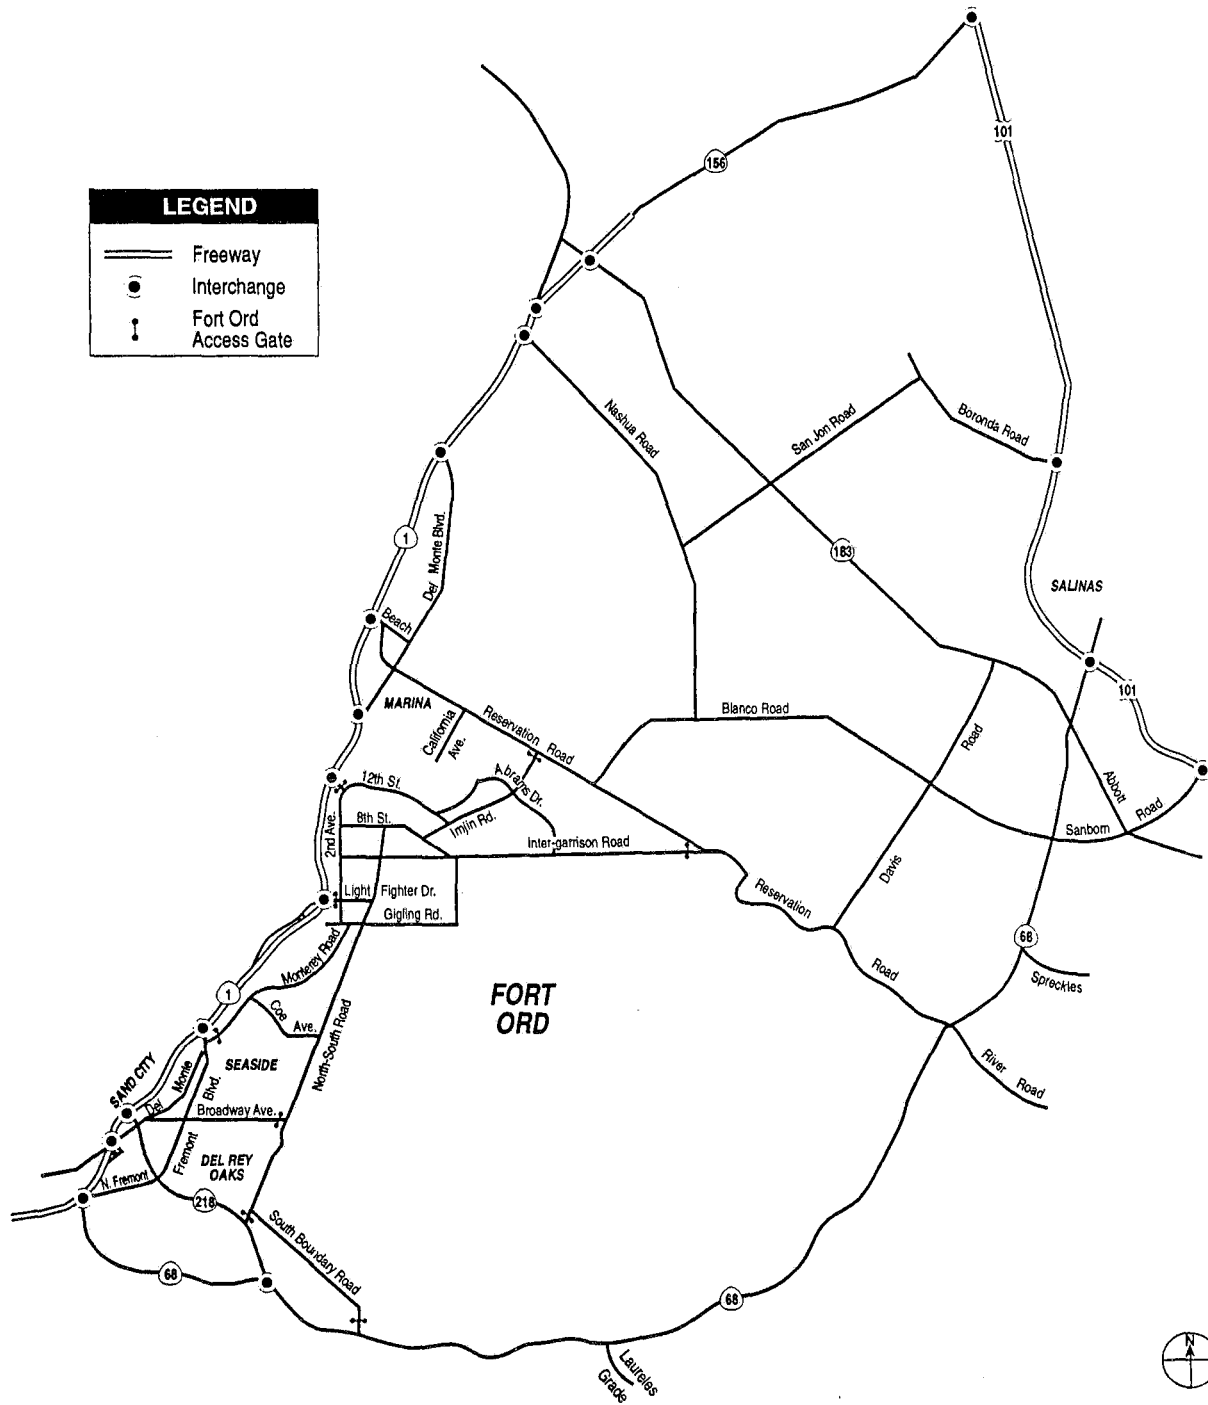 101
156
LEGEND
Freeway
Interchange
Fort Ord
Access Gate
Nashua Road
San Jon Road
Boronda Road
1
Del Monte Blvd.
183
SALINAS
Beach
101
MARINA
California
Ave.
Reservation Road
Blanco Road
Road
Davis
Abbott
12th St.
Abrams Dr.
8th St.
Imjin Rd.
2nd Ave.
Inter-garrison Road
Sanborn Road
Light Fighter Dr.
Gigling Rd.
Reservation
Road
68
Spreckles
Monterey Road
1
FORT
ORD
Coe
Ave.
North-South Road
River Road
SAND CITY
SEASIDE
Del Monte
Blvd.
Fremont
Broadway Ave.
DEL REY
OAKS
N. Fremont
218
South Boundary Road
68
68
Laureles
Grade
N